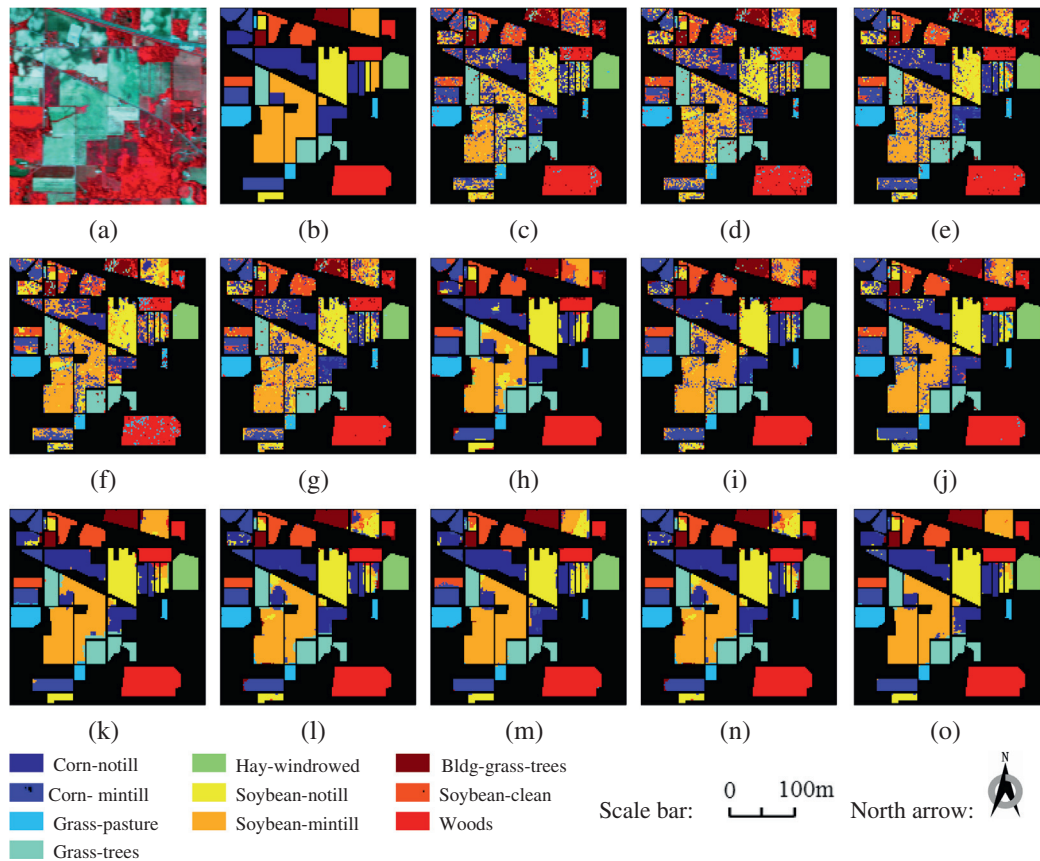 (a) (b) (c) (d) (e)
(f) (g) (h) (i) (j)
(k) (l) (m) (n) (o)
Corn-notill Hay-windrowed Bldg-grass-trees
Corn- mintill Soybean-notill Soybean-clean
Grass-pasture Soybean-mintill Woods
Grass-trees
0 100m
Scale bar:
N
North arrow: